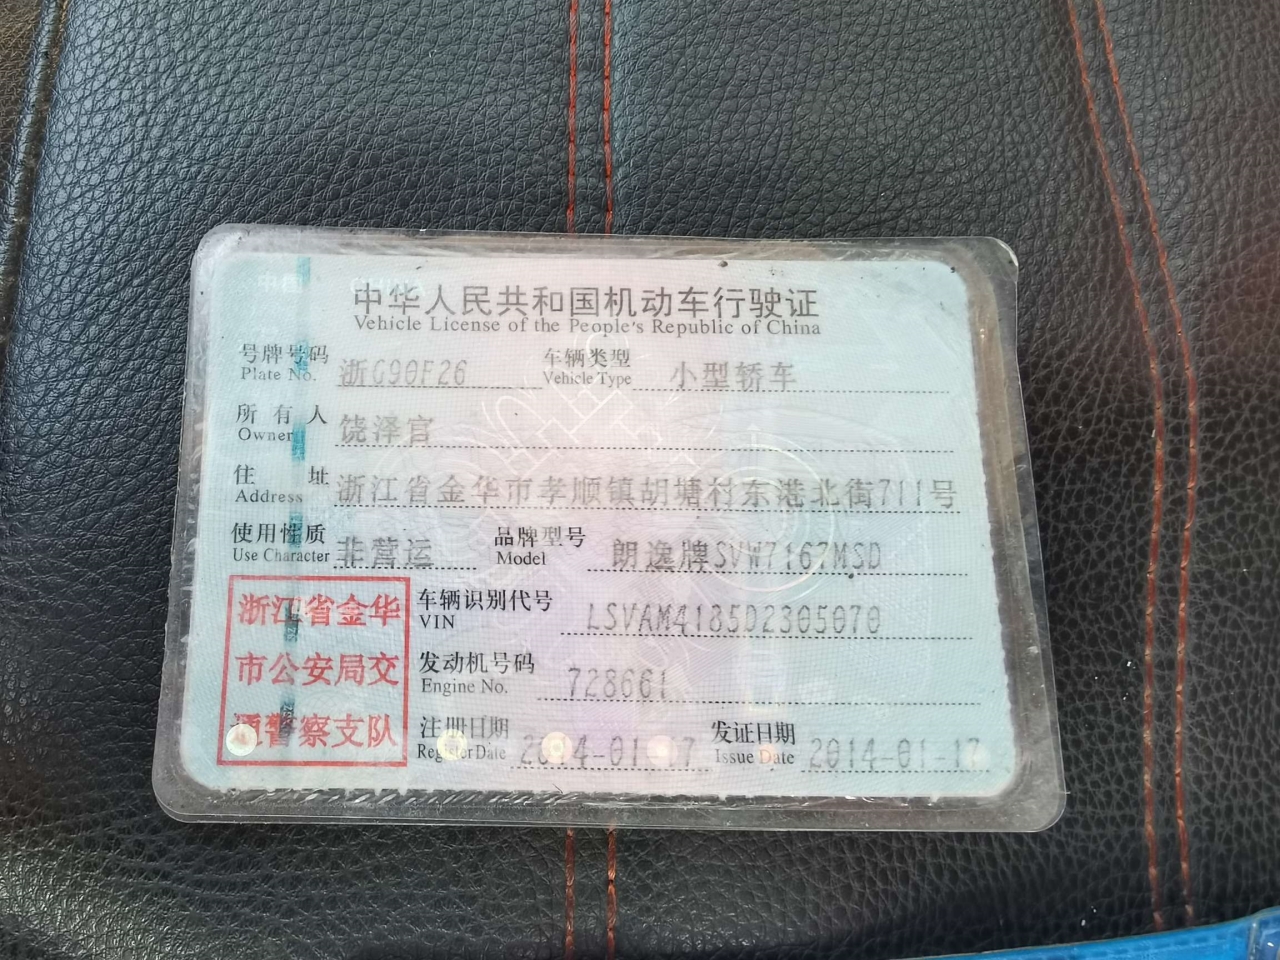 中华人民共和国机动车行驶证
Vehicle License of the People's Republic of China
号牌号码 浙G90F26 车辆类型 小型轿车
Plate No. Vehicle Type
所有人 饶泽官
Owner
住址 浙江省金华市孝顺镇胡塘村东港北街711号
Address
使用性质 非营运 品牌型号 朗逸牌SVW7167MSD
Use Character Model
浙江省金华
市公安局交
通警察支队
车辆识别代号 LSVAM4185D2305070
VIN
发动机号码 728661
Engine No.
注册日期 2014-01-17 发证日期 2014-01-17
Register Date Issue Date